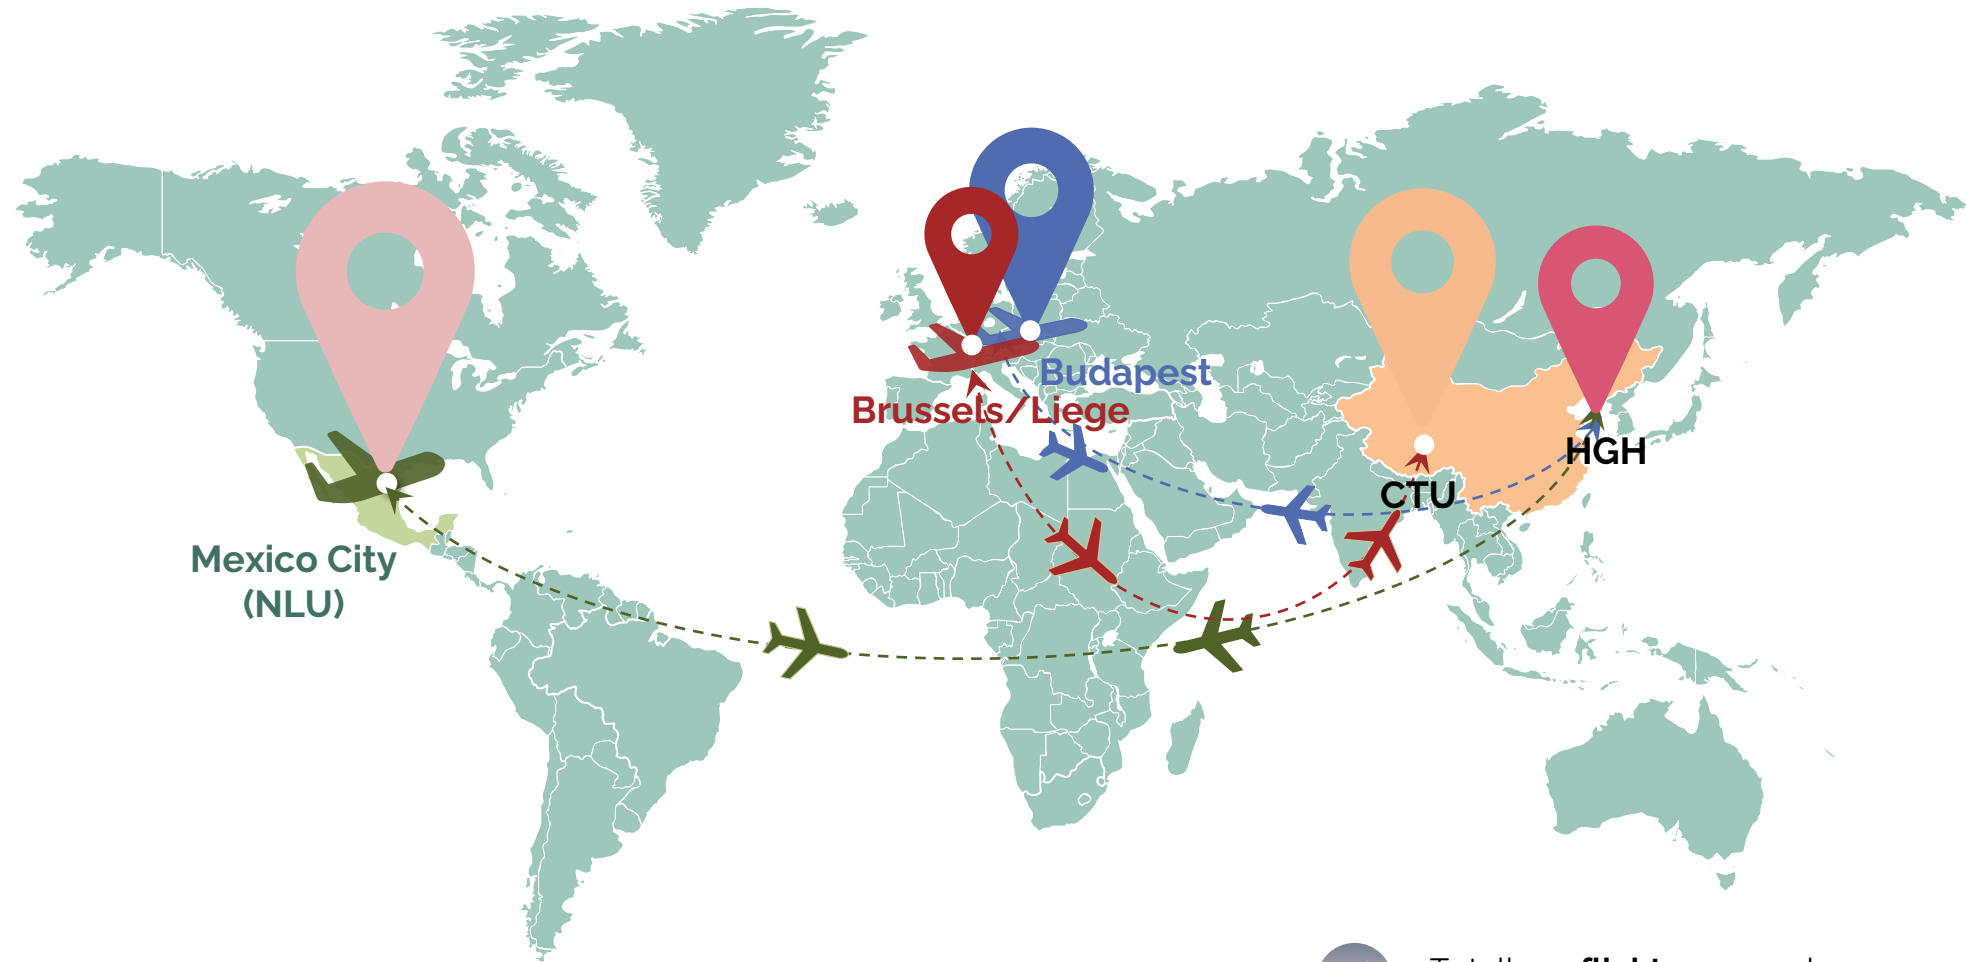 Budapest
Brussels/Liege
HGH
CTU
Mexico City
(NLU)